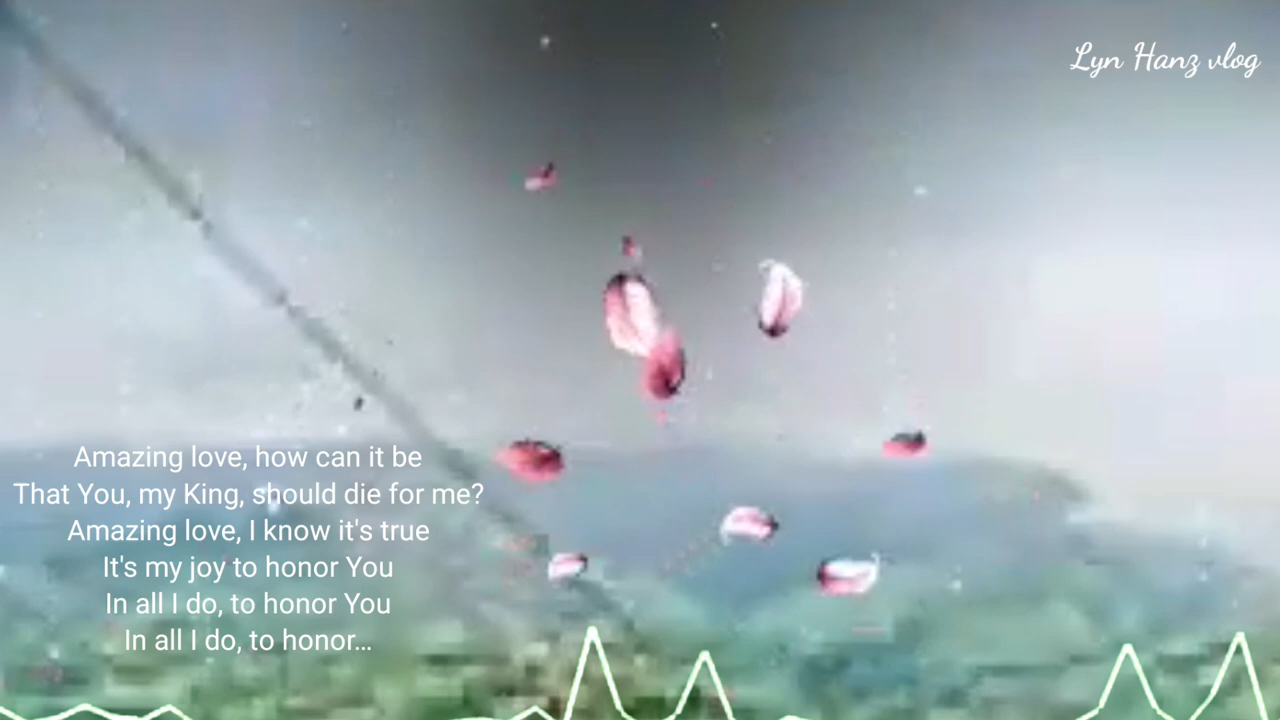 Lyn Hanz vlog
Amazing love, how can it be
That You, my King, should die for me?
Amazing love, I know it's true
It's my joy to honor You
In all I do, to honor You
In all I do, to honor…